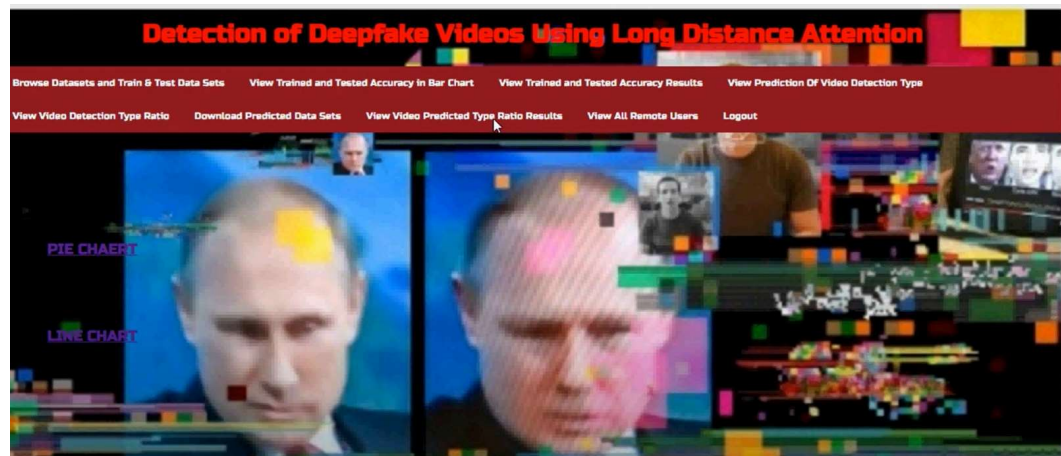 Detection of Deepfake Videos Using Long Distance Attention
Browse Datasets and Train & Test Data Sets View Trained and Tested Accuracy in Bar Chart View Trained and Tested Accuracy Results View Prediction Of Video Detection Type
View Video Detection Type Ratio Download Predicted Data Sets View Video Predicted Type Ratio Results View All Remote Users Logout
PIE CHAERT
LINE CHART